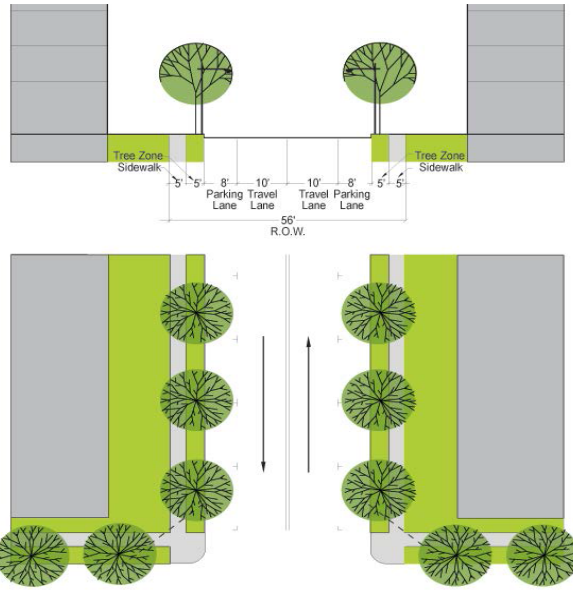 Tree Zone
Sidewalk
Tree Zone
Sidewalk
5' 5' 8' 10' 10' 8' 5' 5'
Parking Travel Travel Parking
Lane Lane Lane Lane
56'
R.O.W.